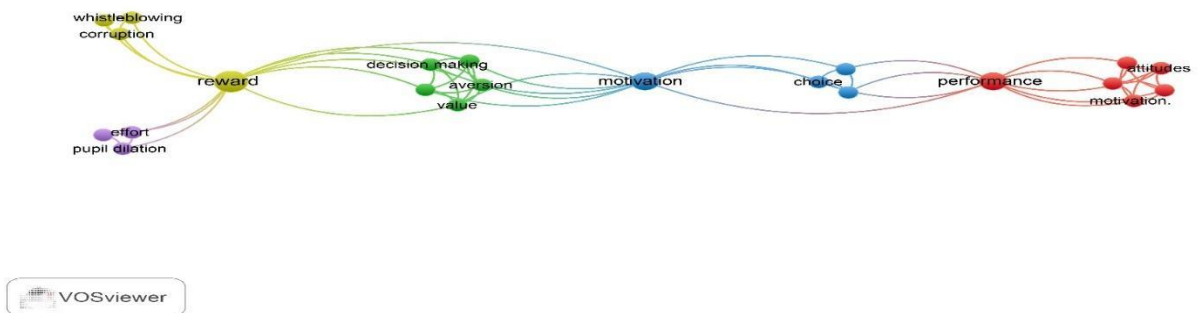 whistleblowing
corruption
reward
decision making
aversion
value
motivation
choice
performance
attitudes
motivation.
effort
pupil dilation
VOSviewer